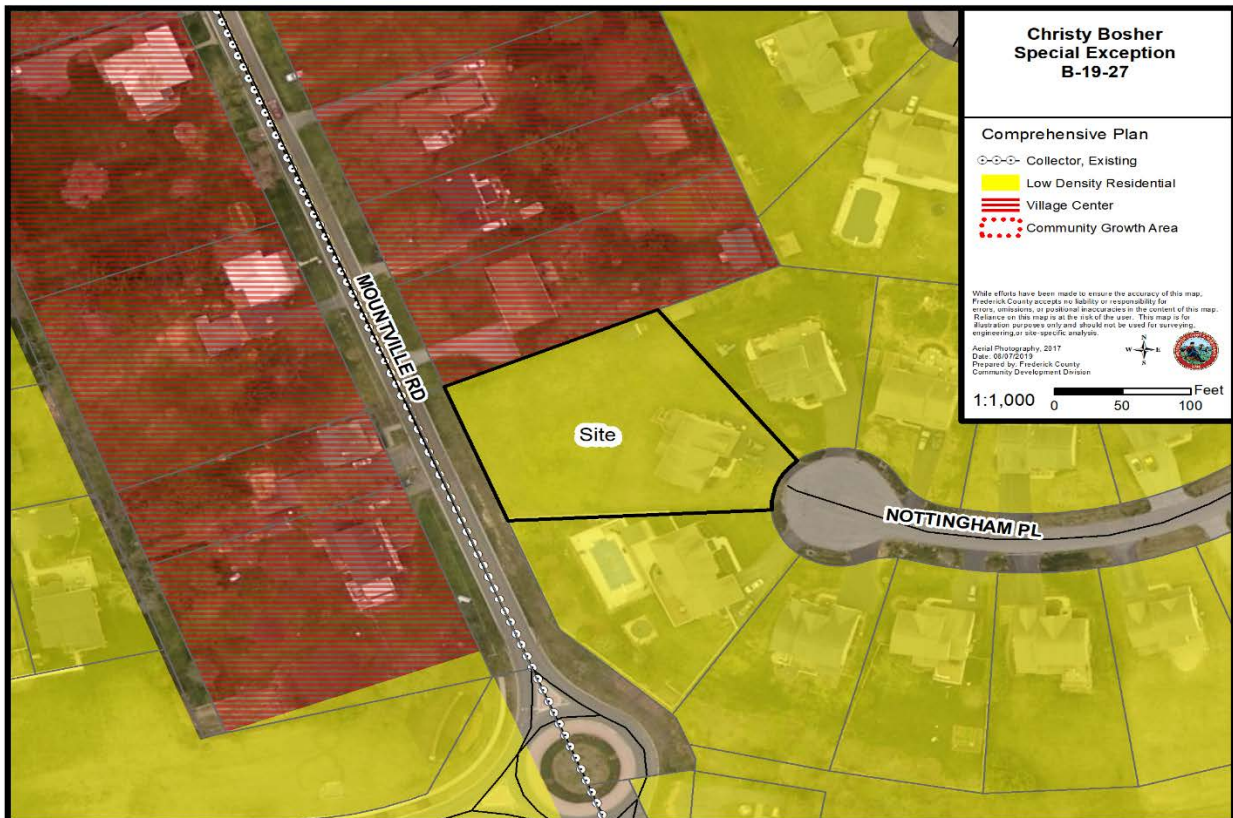 Christy Bosher
Special Exception
B-19-27
Comprehensive Plan
Collector, Existing
Low Density Residential
Village Center
Community Growth Area
While efforts have been made to ensure the accuracy of this map,
Frederick County accepts no liability or responsibility for
errors, omissions, or positional inaccuracies in the content of this map.
Reliance on this map is at the risk of the user. This map is for
illustration purposes only and should not be used for surveying,
engineering,or site-specific analysis.
Aerial Photography, 2017
Date: 08/07/2019
Prepared by: Frederick County
Community Development Division
N
W E
S
1:1,000
Feet
0 50 100
MOUNTVILLE RD
Site
NOTTINGHAM PL